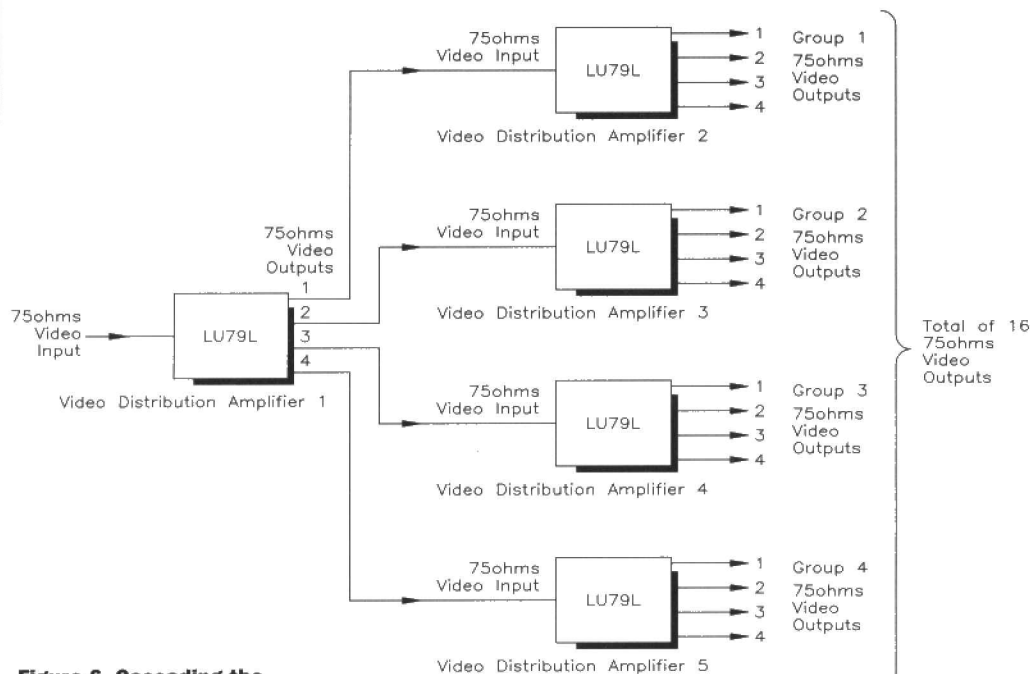 75ohms
Video
Input
LU79L
Video Distribution Amplifier 1
75ohms
Video
Outputs
1
2
3
4
75ohms
Video Input
LU79L
Video Distribution Amplifier 2
1
2
3
4
Group 1
75ohms
Video
Outputs
75ohms
Video Input
LU79L
Video Distribution Amplifier 3
1
2
3
4
Group 2
75ohms
Video
Outputs
75ohms
Video Input
LU79L
Video Distribution Amplifier 4
1
2
3
4
Group 3
75ohms
Video
Outputs
75ohms
Video Input
LU79L
Video Distribution Amplifier 5
1
2
3
4
Group 4
75ohms
Video
Outputs
Total of 16
75ohms
Video
Outputs
Figure 6. Cascading the